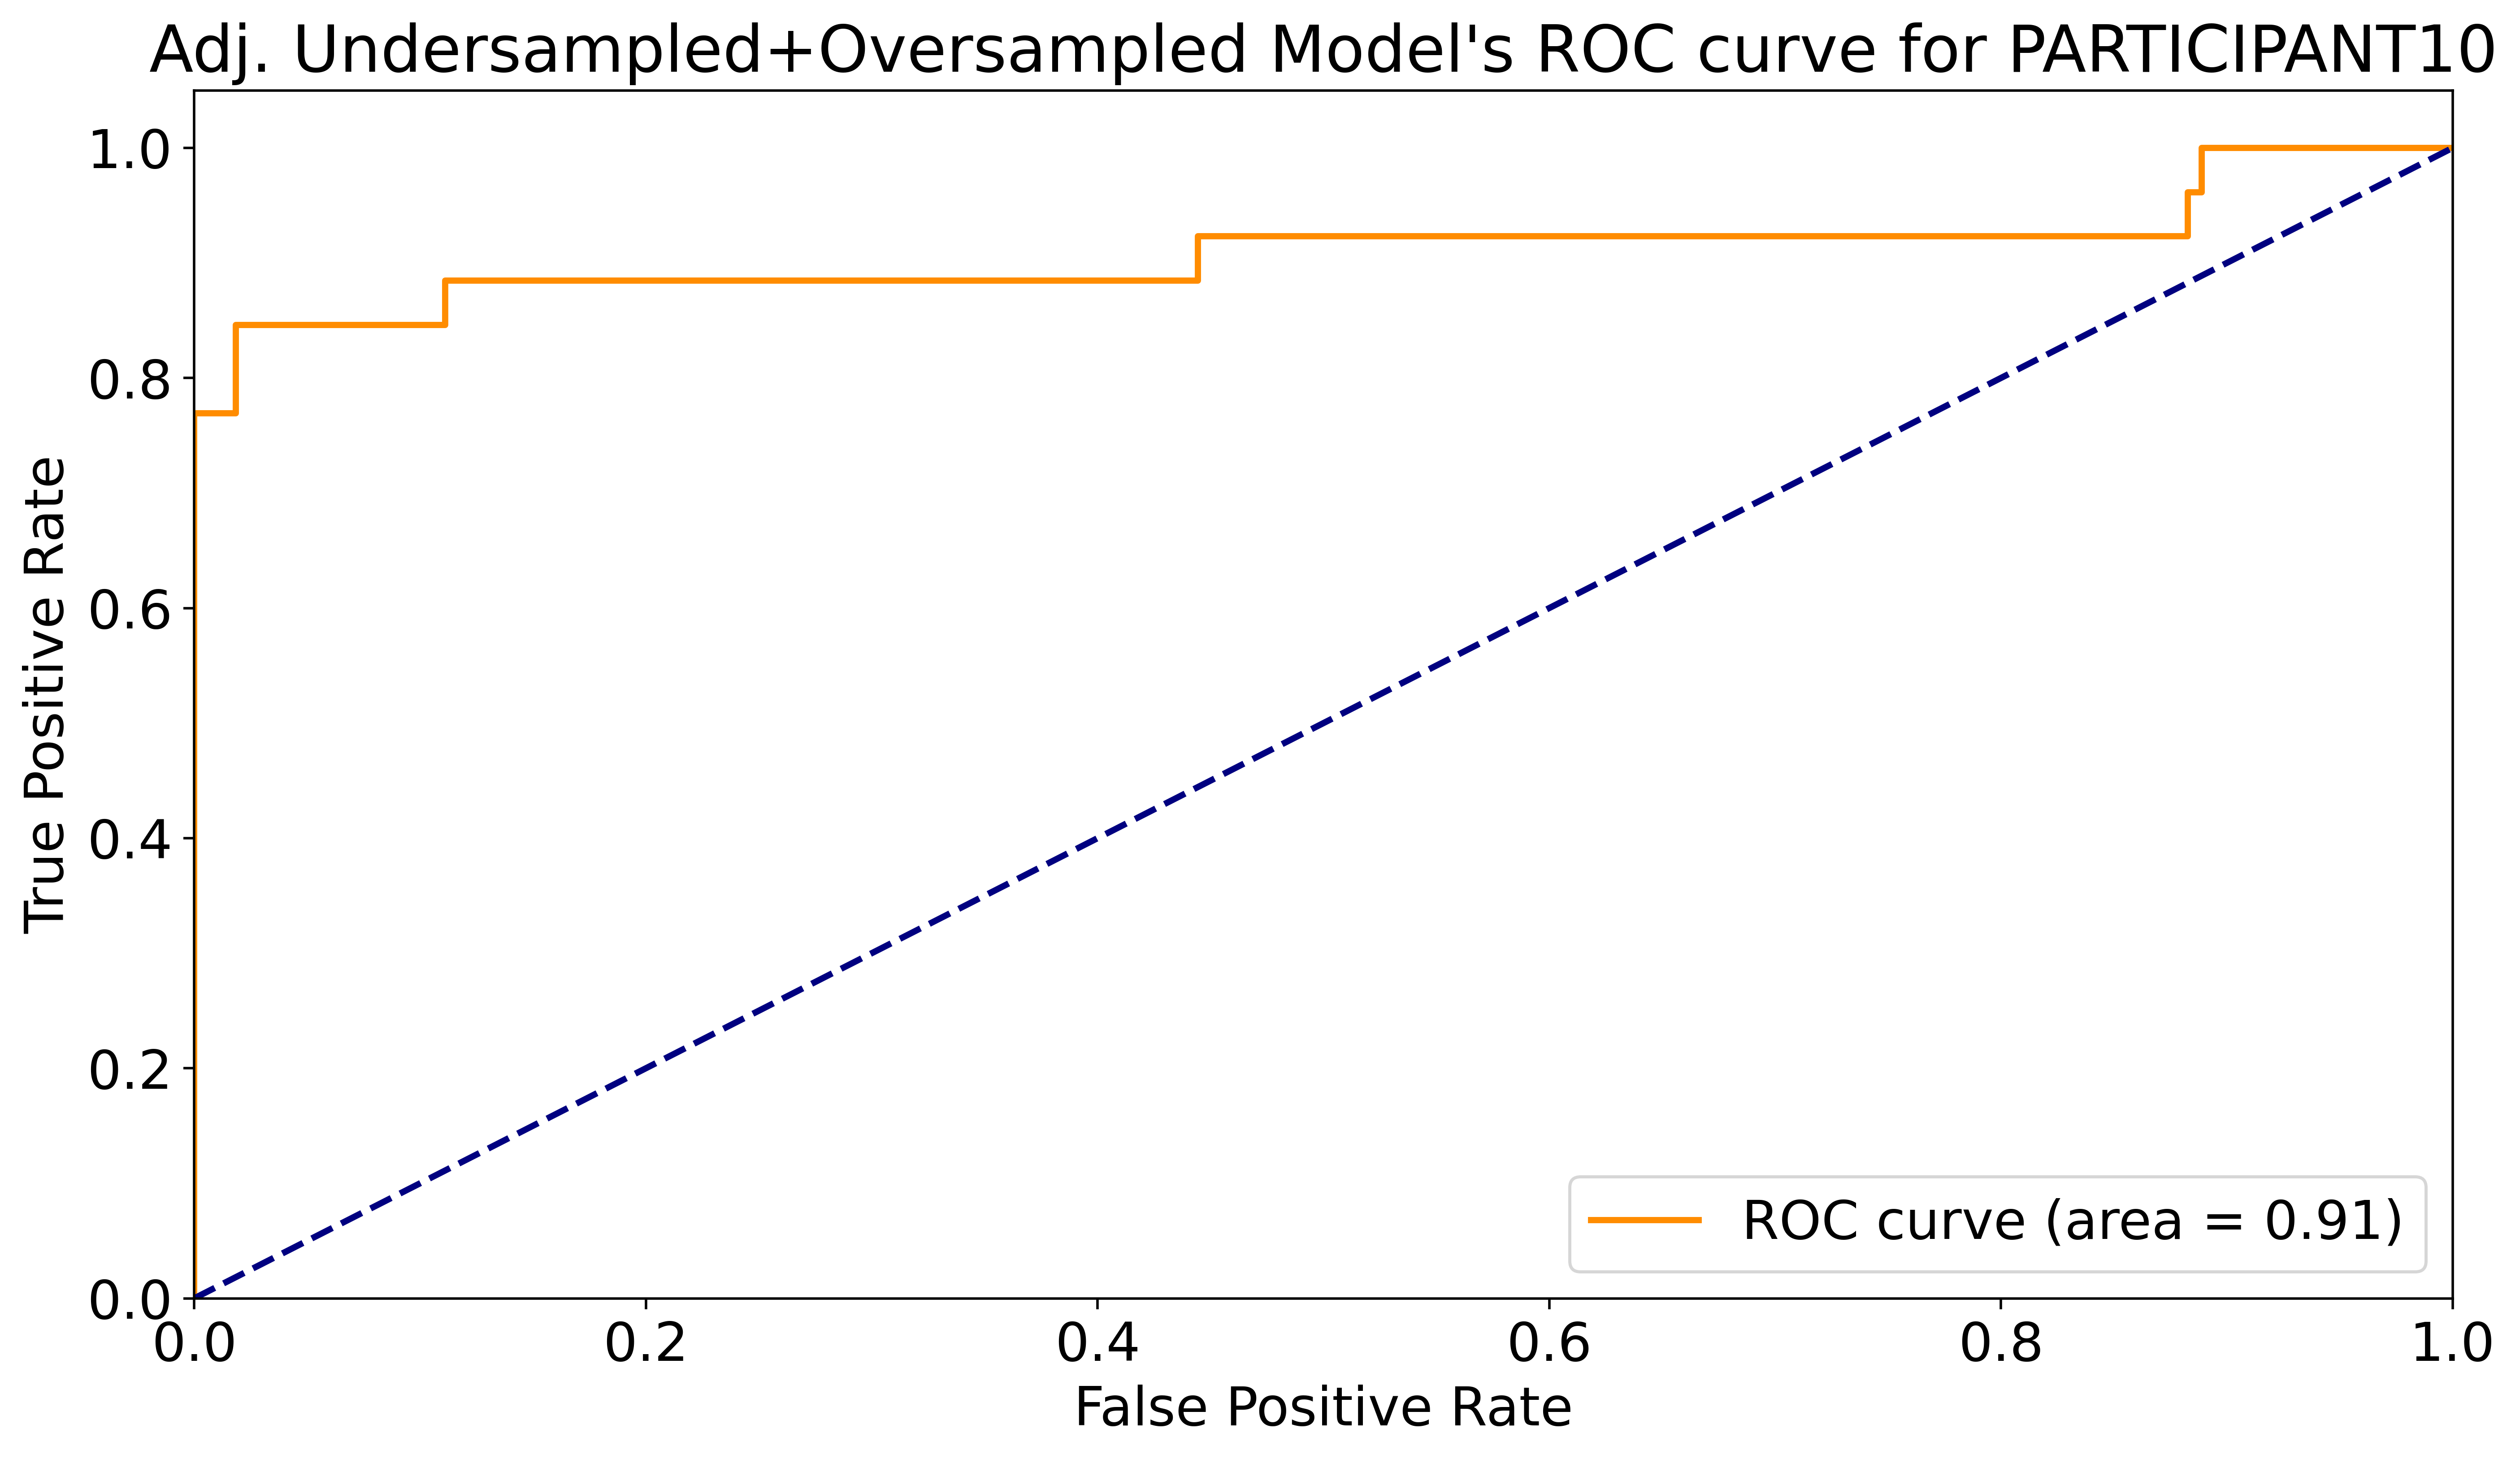 Adj. Undersampled+Oversampled Model's ROC curve for PARTICIPANT10
True Positive Rate
1.0
0.8
0.6
0.4
0.2
0.0
ROC curve (area = 0.91)
0.0 0.2 0.4 0.6 0.8 1.0
False Positive Rate